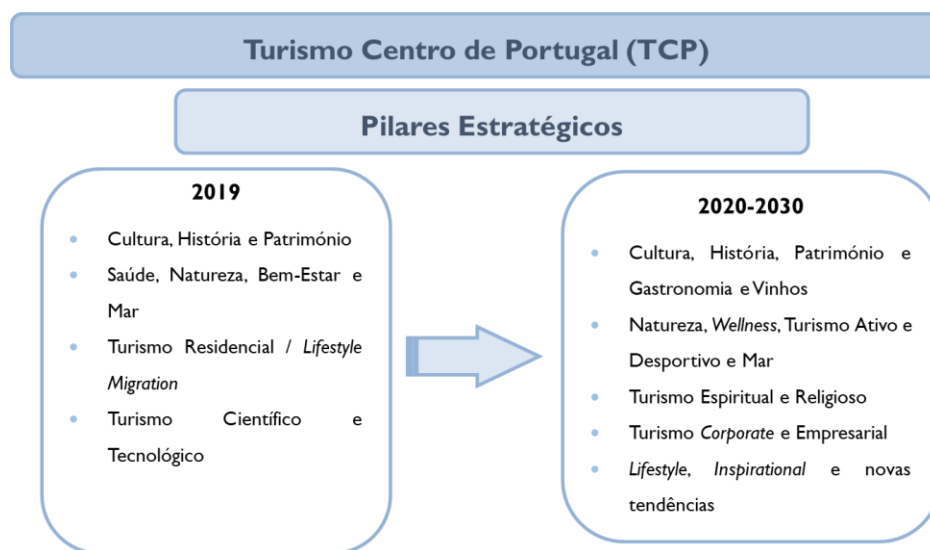 Turismo Centro de Portugal (TCP)
Pilares Estratégicos
2019
• Cultura, História e Património
• Saúde, Natureza, Bem-Estar e
Mar
• Turismo Residencial / Lifestyle
Migration
• Turismo Científico e
Tecnológico
2020-2030
• Cultura, História, Património e
Gastronomia e Vinhos
• Natureza, Wellness, Turismo Ativo e
Desportivo e Mar
• Turismo Espiritual e Religioso
• Turismo Corporate e Empresarial
• Lifestyle, Inspirational e novas
tendências